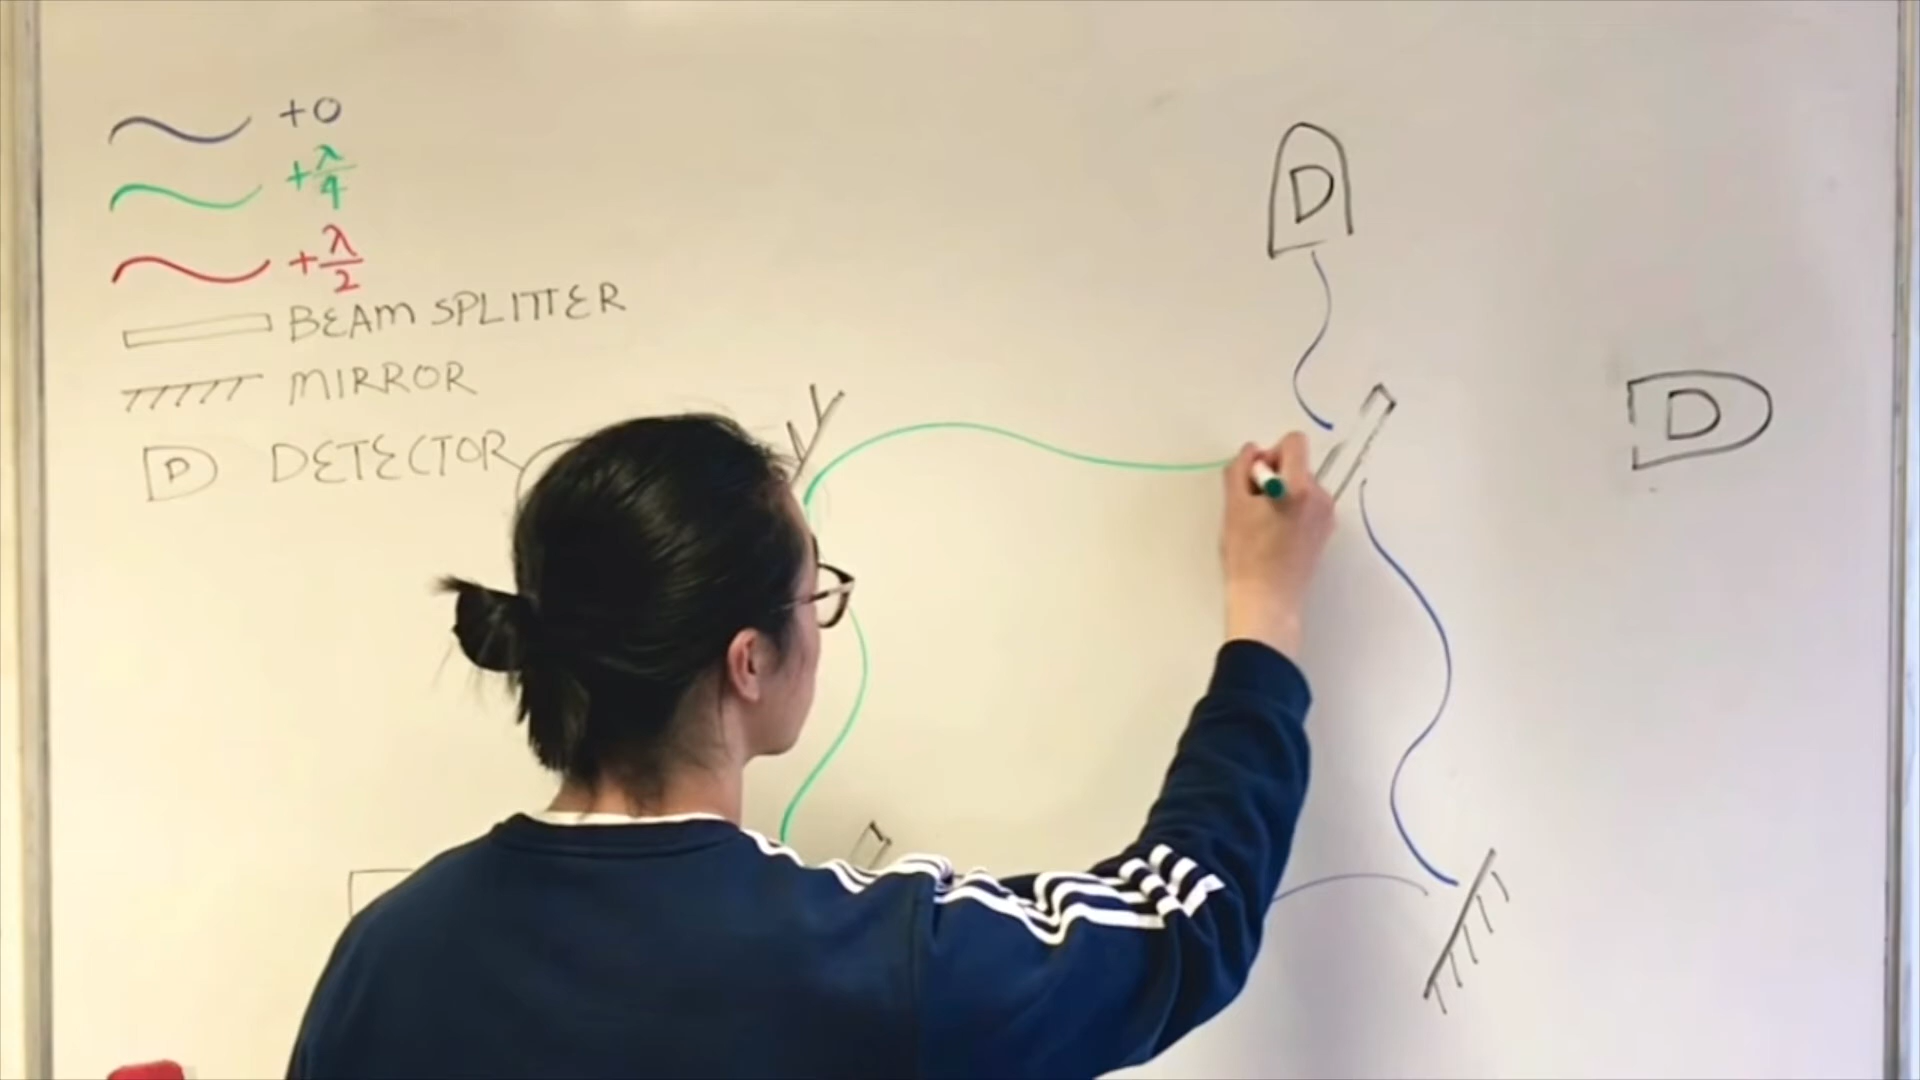 +0
+λ/4
+λ/2
BEAM SPLITTER
MIRROR
D DETECTOR
D
D